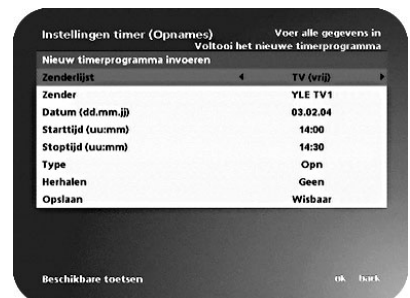 Instellingen timer (Opnames)
Voer alle gegevens in
Voltooi het nieuwe timerprogramma
Nieuw timerprogramma invoeren
Zenderlijst TV (vrij)
Zender YLE TV1
Datum (dd.mm.jj) 03.02.04
Starttijd (uu:mm) 14:00
Stoptijd (uu:mm) 14:30
Type Opn
Herhalen Geen
Opslaan Wisbaar
Beschikbare toetsen ok back